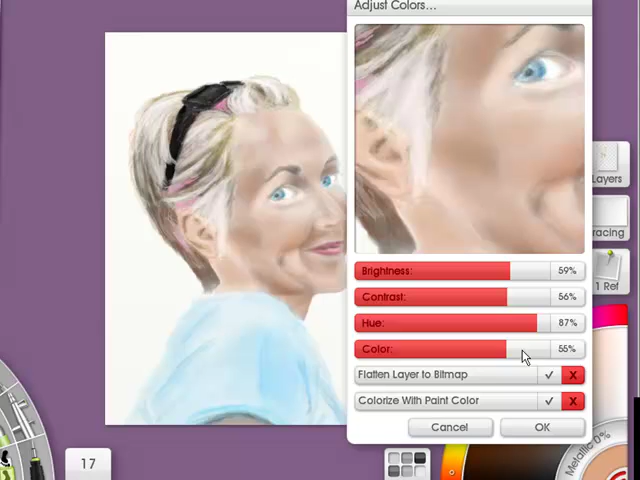 Adjust Colors...
Brightness: 59%
Contrast: 56%
Hue: 87%
Color: 55%
Flatten Layer to Bitmap
Colorize With Paint Color
Cancel OK
Layers
racing
1 Ref
17
Metallic 0%